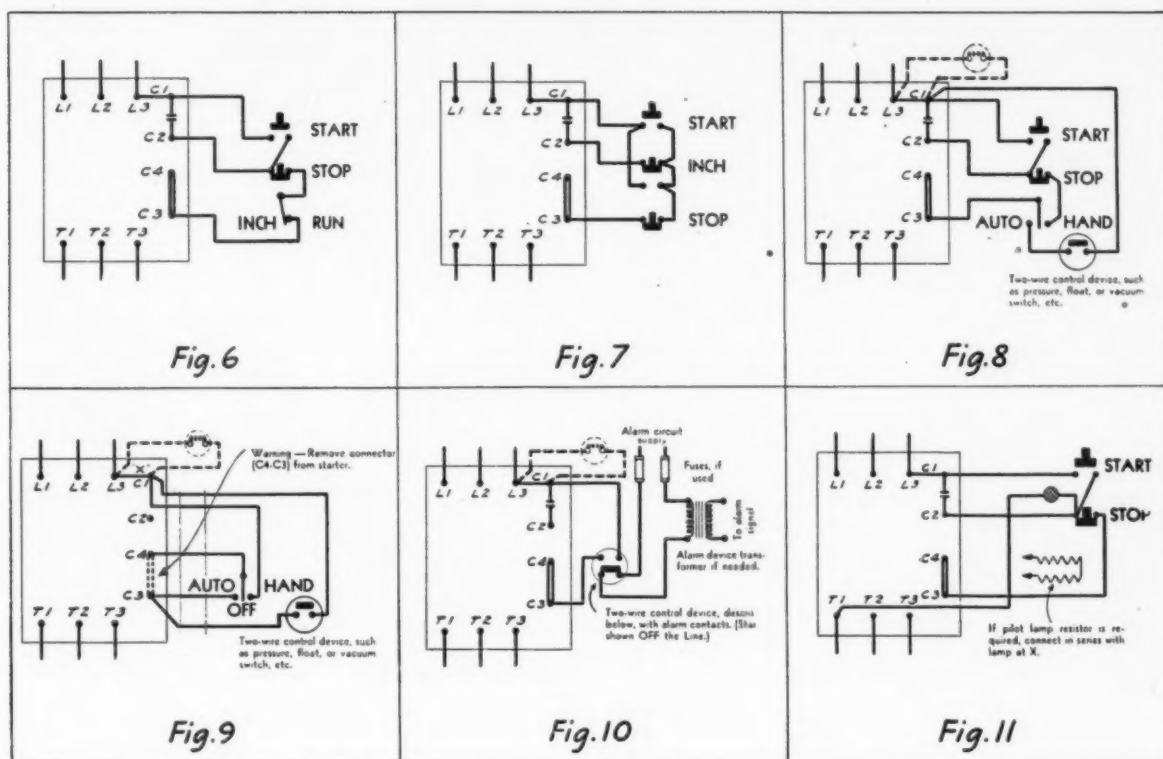 L1 L2 L3 C1
C2
C4
C3
T1 T2 T3
START
STOP
INCH RUN
Fig.6
L1 L2 L3 C1
C2
C4
C3
T1 T2 T3
START
INCH
STOP
Fig.7
L1 L2 L3 C1
C2
C4
C3
T1 T2 T3
START
STOP
AUTO HAND
Two-wire control device, such
as pressure, float, or vacuum
switch, etc.
Fig.8
Warning — Remove connector
(C4-C3) from starter.
L1 L2 L3 X C1
C2
C4
C3
T1 T2 T3
AUTO HAND
OFF
Two-wire control device, such
as pressure, float, or vacuum
switch, etc.
Fig.9
Alarm circuit
supply
Fuses, if
used
L1 L2 L3 C1
C2
C4
C3
T1 T2 T3
To alarm
signal
Alarm device trans-
former if needed.
Two-wire control device,
below, with alarm contacts. (Star
shown OFF the Line.)
Fig.10
L1 L2 L3 C1
C2
C4
C3
T1 T2 T3
START
STOP
If pilot lamp resistor is re-
quired, connect in series with
lamp at X.
Fig.11